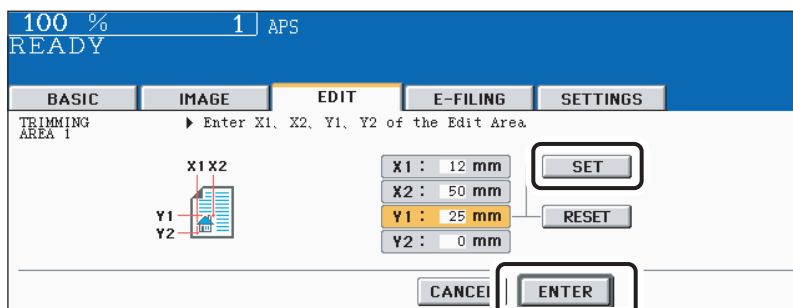 100 % 1 APS
READY
BASIC IMAGE EDIT E-FILING SETTINGS
TRIMMING
AREA 1
▶ Enter X1, X2, Y1, Y2 of the Edit Area
X1 X2
Y1
Y2
X1 : 12 mm
X2 : 50 mm
Y1 : 25 mm
Y2 : 0 mm
SET
RESET
CANCEL ENTER